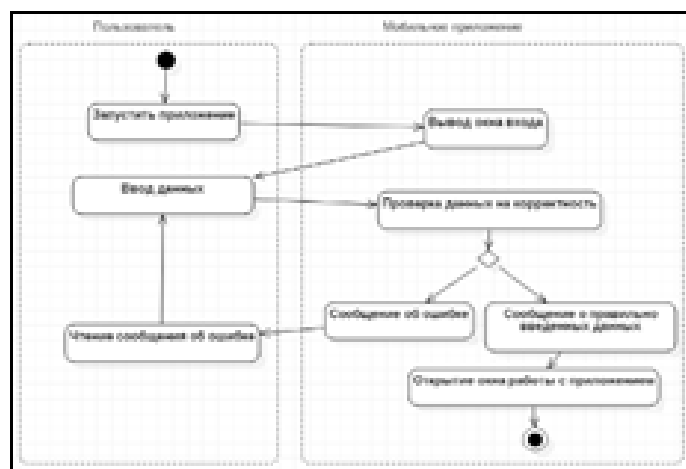 Пользователь
Мобильное приложение
Запустить приложение
Вывод окна входа
Ввод данных
Проверка данных на корректность
Сообщение об ошибке
Сообщение о правильно
введенных данных
Чтение сообщения об ошибке
Открытие окна работы с приложением